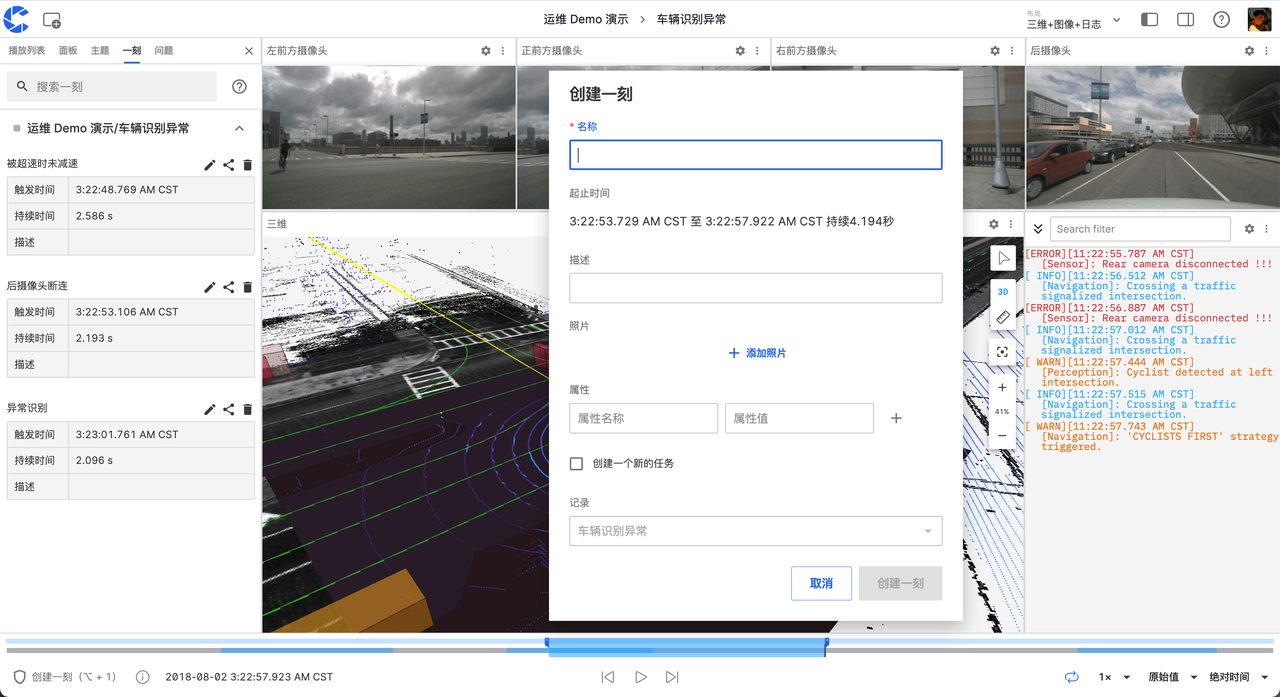 运维 Demo 演示 > 车辆识别异常
布局
三维+图像+日志
播放列表 面板 主题 一刻 问题
搜索一刻
运维 Demo 演示/车辆识别异常
被超速时未减速
触发时间 3:22:48.769 AM CST
持续时间 2.586 s
描述
后摄像头断连
触发时间 3:22:53.106 AM CST
持续时间 2.193 s
描述
异常识别
触发时间 3:23:01.761 AM CST
持续时间 2.096 s
描述
左前方摄像头
正前方摄像头
右前方摄像头
后摄像头
三维
创建一刻
* 名称
起止时间
3:22:53.729 AM CST 至 3:22:57.922 AM CST 持续4.194秒
描述
照片
+ 添加照片
属性
属性名称 属性值 +
创建一个新的任务
记录
车辆识别异常
取消 创建一刻
3D
+
41%
−
Search filter
[ERROR][11:22:55.787 AM CST]
[Sensor]: Rear camera disconnected !!!
[ INFO][11:22:56.512 AM CST]
[Navigation]: Crossing a traffic
signalized intersection.
[ERROR][11:22:56.887 AM CST]
[Sensor]: Rear camera disconnected !!!
[ INFO][11:22:57.012 AM CST]
[Navigation]: Crossing a traffic
signalized intersection.
[ WARN][11:22:57.444 AM CST]
[Perception]: Cyclist detected at left
intersection.
[ INFO][11:22:57.515 AM CST]
[Navigation]: Crossing a traffic
signalized intersection.
[ WARN][11:22:57.743 AM CST]
[Navigation]: 'CYCLISTS FIRST' strategy
triggered.
创建一刻（⌥ + 1） 2018-08-02 3:22:57.923 AM CST
1× 原始值 绝对时间